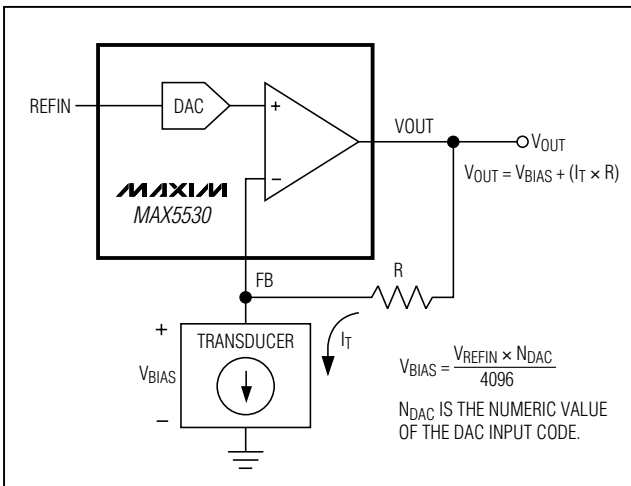 REFIN
DAC
+
−
VOUT
V_OUT
V_OUT = V_BIAS + (I_T × R)
MAXIM
MAX5530
FB
R
+
TRANSDUCER
I_T
V_BIAS
−
V_BIAS = V_REFIN × N_DAC
4096
N_DAC IS THE NUMERIC VALUE
OF THE DAC INPUT CODE.